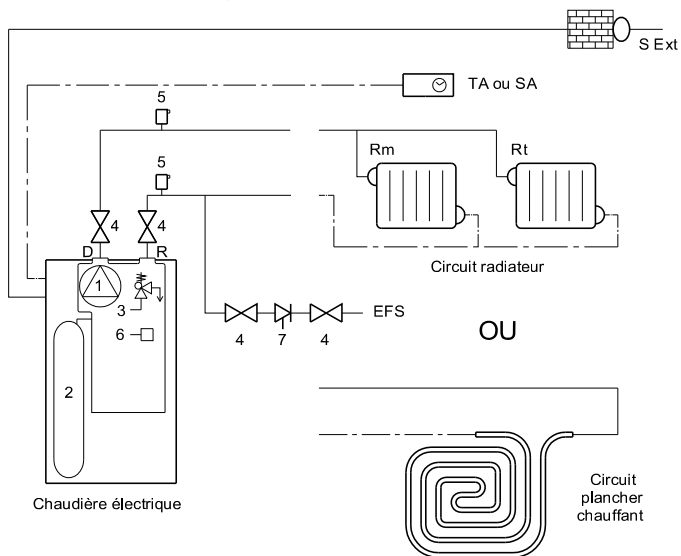 S Ext
TA ou SA
5
5
Rm
Rt
4
4
D
R
1
3
6
2
Circuit radiateur
EFS
4
7
4
OU
Chaudière électrique
Circuit
plancher
chauffant